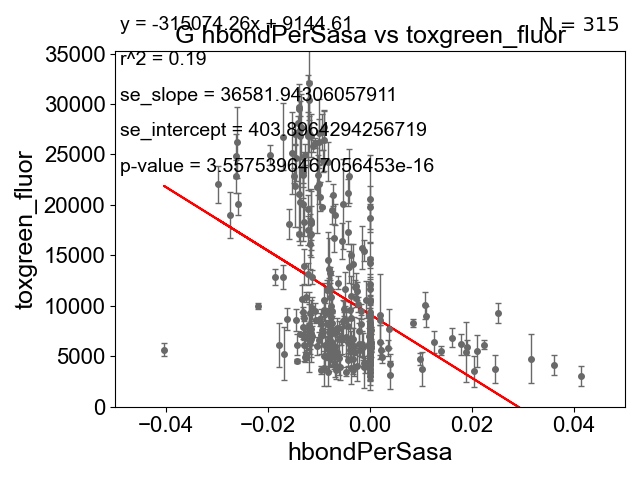 y = -315074.26x + 9144.61
N = 315
G hbondPerSasa vs toxgreen_fluor
r^2 = 0.19
se_slope = 36581.94306057911
se_intercept = 403.8964294256719
p-value = 3.5575396467056453e-16
35000
30000
25000
20000
15000
10000
5000
0
toxgreen_fluor
−0.04
−0.02
0.00
0.02
0.04
hbondPerSasa